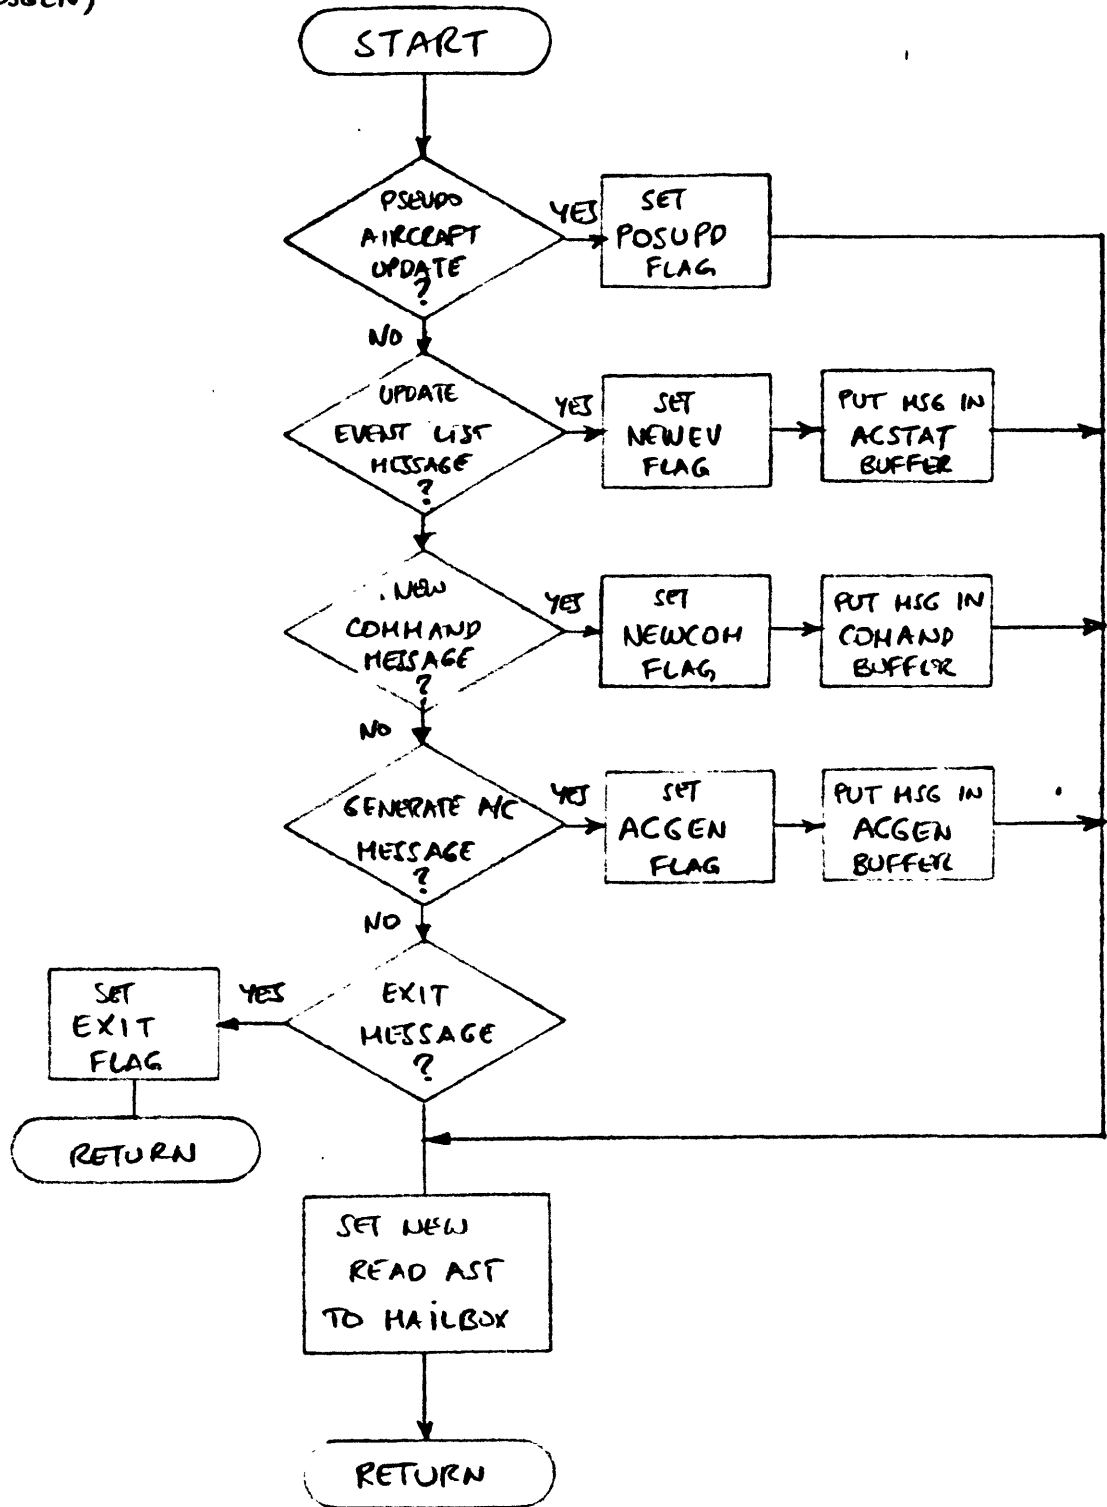 START
PSEUDO
AIRCRAFT
UPDATE
?
YES
SET
POSUPD
FLAG
NO
UPDATE
EVENT LIST
MESSAGE
?
YES
SET
NEWEV
FLAG
PUT MSG IN
ACSTAT
BUFFER
NEW
COMMAND
MESSAGE
?
YES
SET
NEWCOM
FLAG
PUT MSG IN
COMAND
BUFFER
NO
GENERATE A/C
MESSAGE
?
YES
SET
ACGEN
FLAG
PUT MSG IN
ACGEN
BUFFER
NO
EXIT
MESSAGE
?
YES
SET
EXIT
FLAG
RETURN
SET NEW
READ AST
TO MAILBOX
RETURN